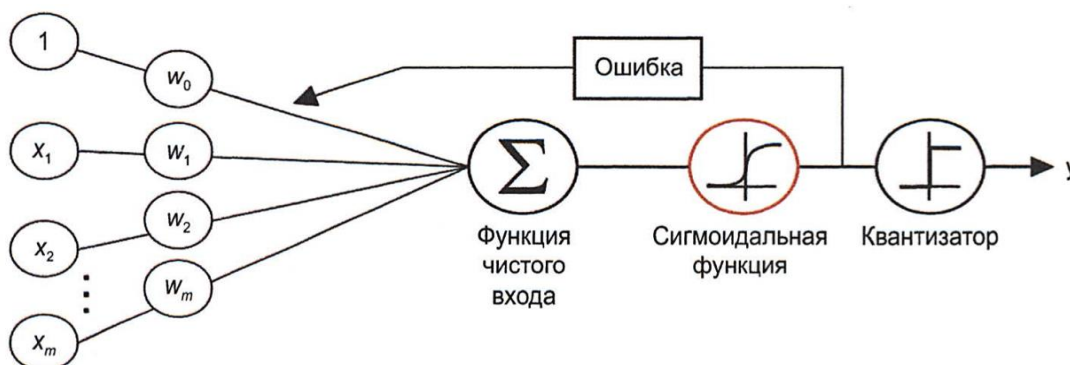 1
w₀
Ошибка
x₁
w₁
Σ
y
x₂
w₂
Функция
чистого
входа
Сигмоидальная
функция
Квантизатор
xₘ
wₘ